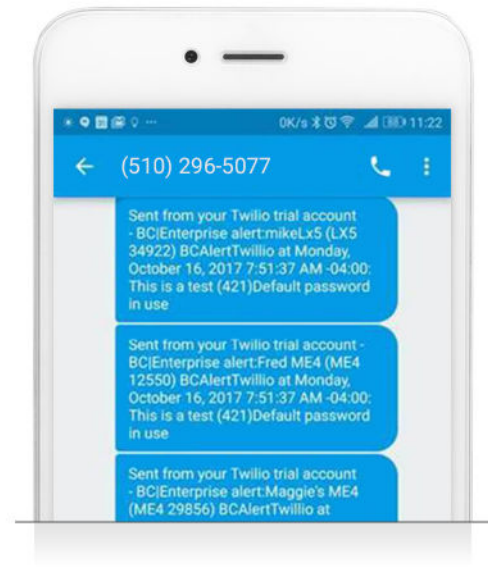 0K/s 11:22
(510) 296-5077
Sent from your Twilio trial account
- BC|Enterprise alert:mikeLx5 (LX5
34922) BCAlertTwillio at Monday,
October 16, 2017 7:51:37 AM -04:00:
This is a test (421)Default password
in use
Sent from your Twilio trial account -
BC|Enterprise alert:Fred ME4 (ME4
12550) BCAlertTwillio at Monday,
October 16, 2017 7:51:37 AM -04:00:
This is a test (421)Default password
in use
Sent from your Twilio trial account
- BC|Enterprise alert:Maggie's ME4
(ME4 29856) BCAlertTwillio at